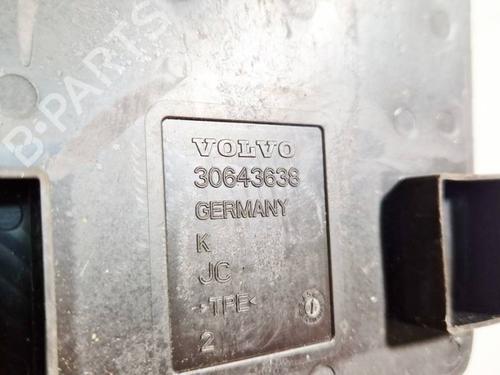 B-PARTS
VOLVO
30643638
GERMANY
K
JC
>TPE<
2